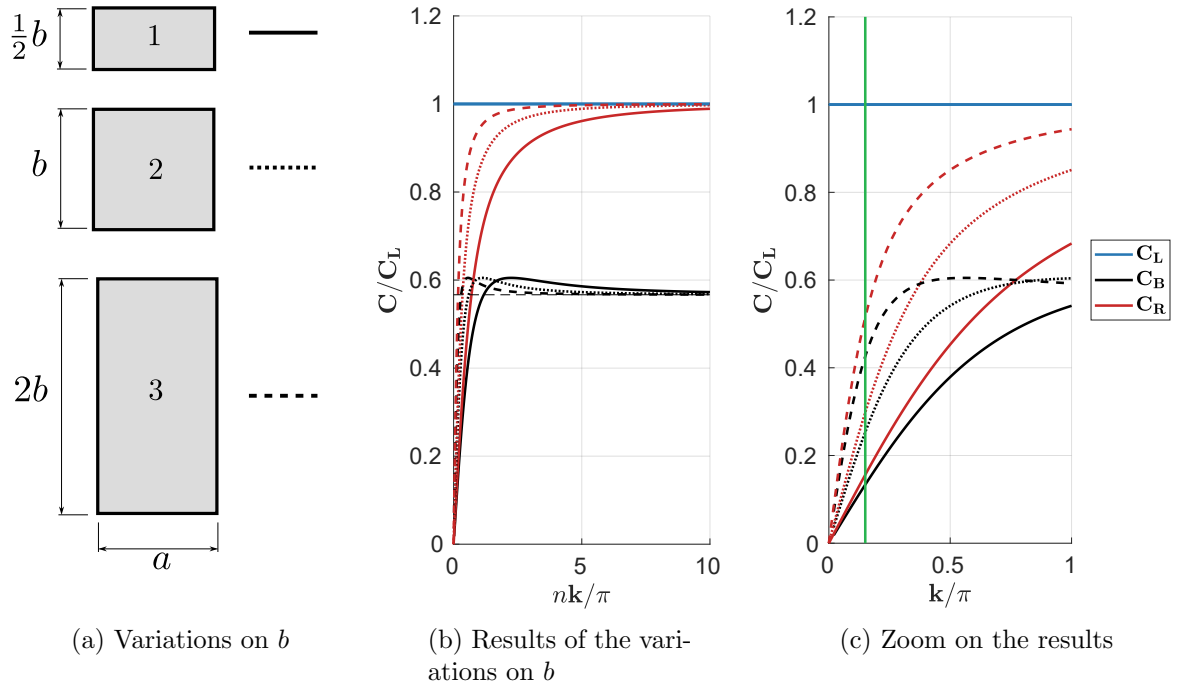 ½b
1
b
2
2b
3
a
(a) Variations on b
C/C_L
1.2
1
0.8
0.6
0.4
0.2
0
0
5
10
nk/π
(b) Results of the vari-
ations on b
C/C_L
1.2
1
0.8
0.6
0.4
0.2
0
0
0.5
1
k/π
(c) Zoom on the results
C_L
C_B
C_R